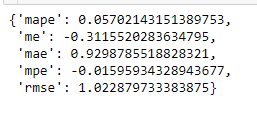 {'mape': 0.05702143151389753,
'me': -0.3115520283634795,
'mae': 0.9298785518828321,
'mpe': -0.01595934328943677,
'rmse': 1.022879733383875}